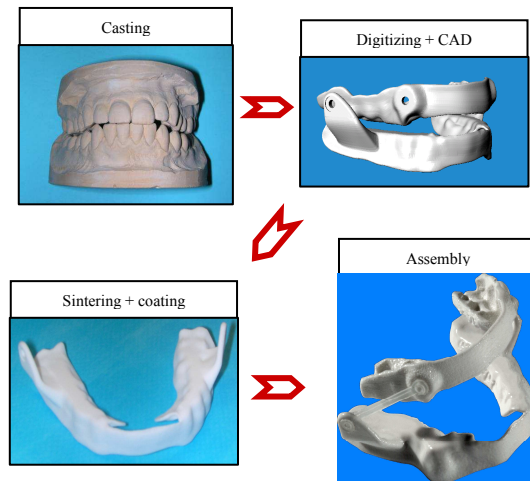 Casting
Digitizing + CAD
Sintering + coating
Assembly